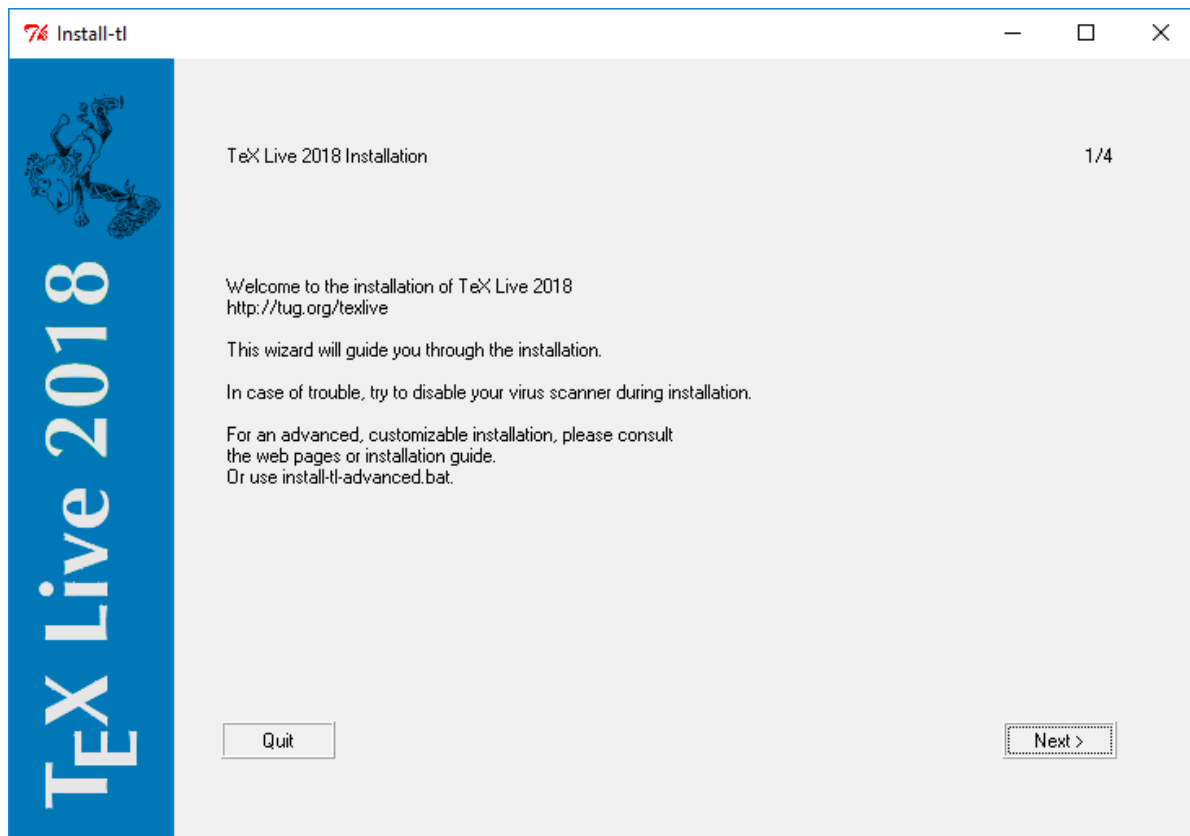 Install-tl
TeX Live 2018
TeX Live 2018 Installation
1/4
Welcome to the installation of TeX Live 2018
http://tug.org/texlive
This wizard will guide you through the installation.
In case of trouble, try to disable your virus scanner during installation.
For an advanced, customizable installation, please consult
the web pages or installation guide.
Or use install-tl-advanced.bat.
Quit
Next >